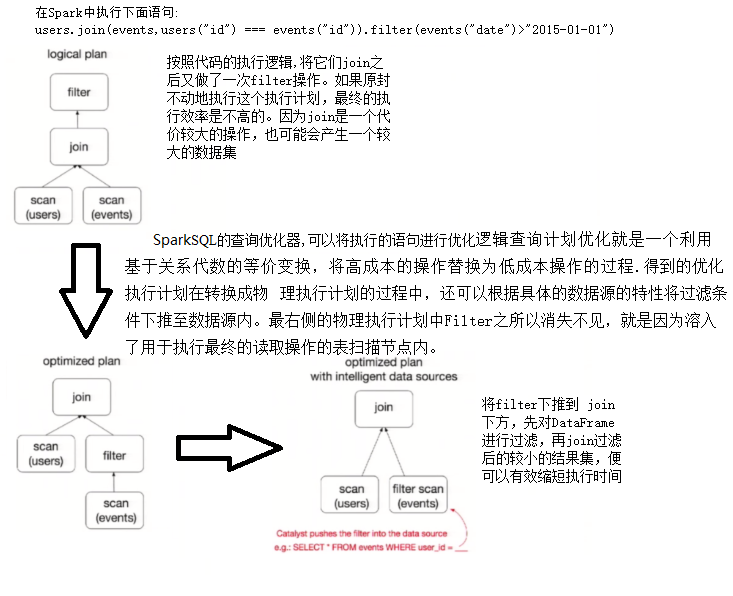 在Spark中执行下面语句:
users.join(events,users("id") === events("id")).filter(events("date")>"2015-01-01")
logical plan
filter
join
scan
(users)
scan
(events)
按照代码的执行逻辑,将它们join之
后又做了一次filter操作。如果原封
不动地执行这个执行计划，最终的执
行效率是不高的。因为join是一个代
价较大的操作，也可能会产生一个较
大的数据集
SparkSQL的查询优化器,可以将执行的语句进行优化逻辑查询计划优化就是一个利用
基于关系代数的等价变换，将高成本的操作替换为低成本操作的过程.得到的优化
执行计划在转换成物 理执行计划的过程中，还可以根据具体的数据源的特性将过滤条
件下推至数据源内。最右侧的物理执行计划中Filter之所以消失不见，就是因为溶入
了用于执行最终的读取操作的表扫描节点内。
optimized plan
join
scan
(users)
filter
scan
(events)
optimized plan
with intelligent data sources
join
scan
(users)
filter scan
(events)
Catalyst pushes the filter into the data source
e.g.: SELECT * FROM events WHERE user_id = __
将filter下推到 join
下方，先对DataFrame
进行过滤，再join过滤
后的较小的结果集，便
可以有效缩短执行时间